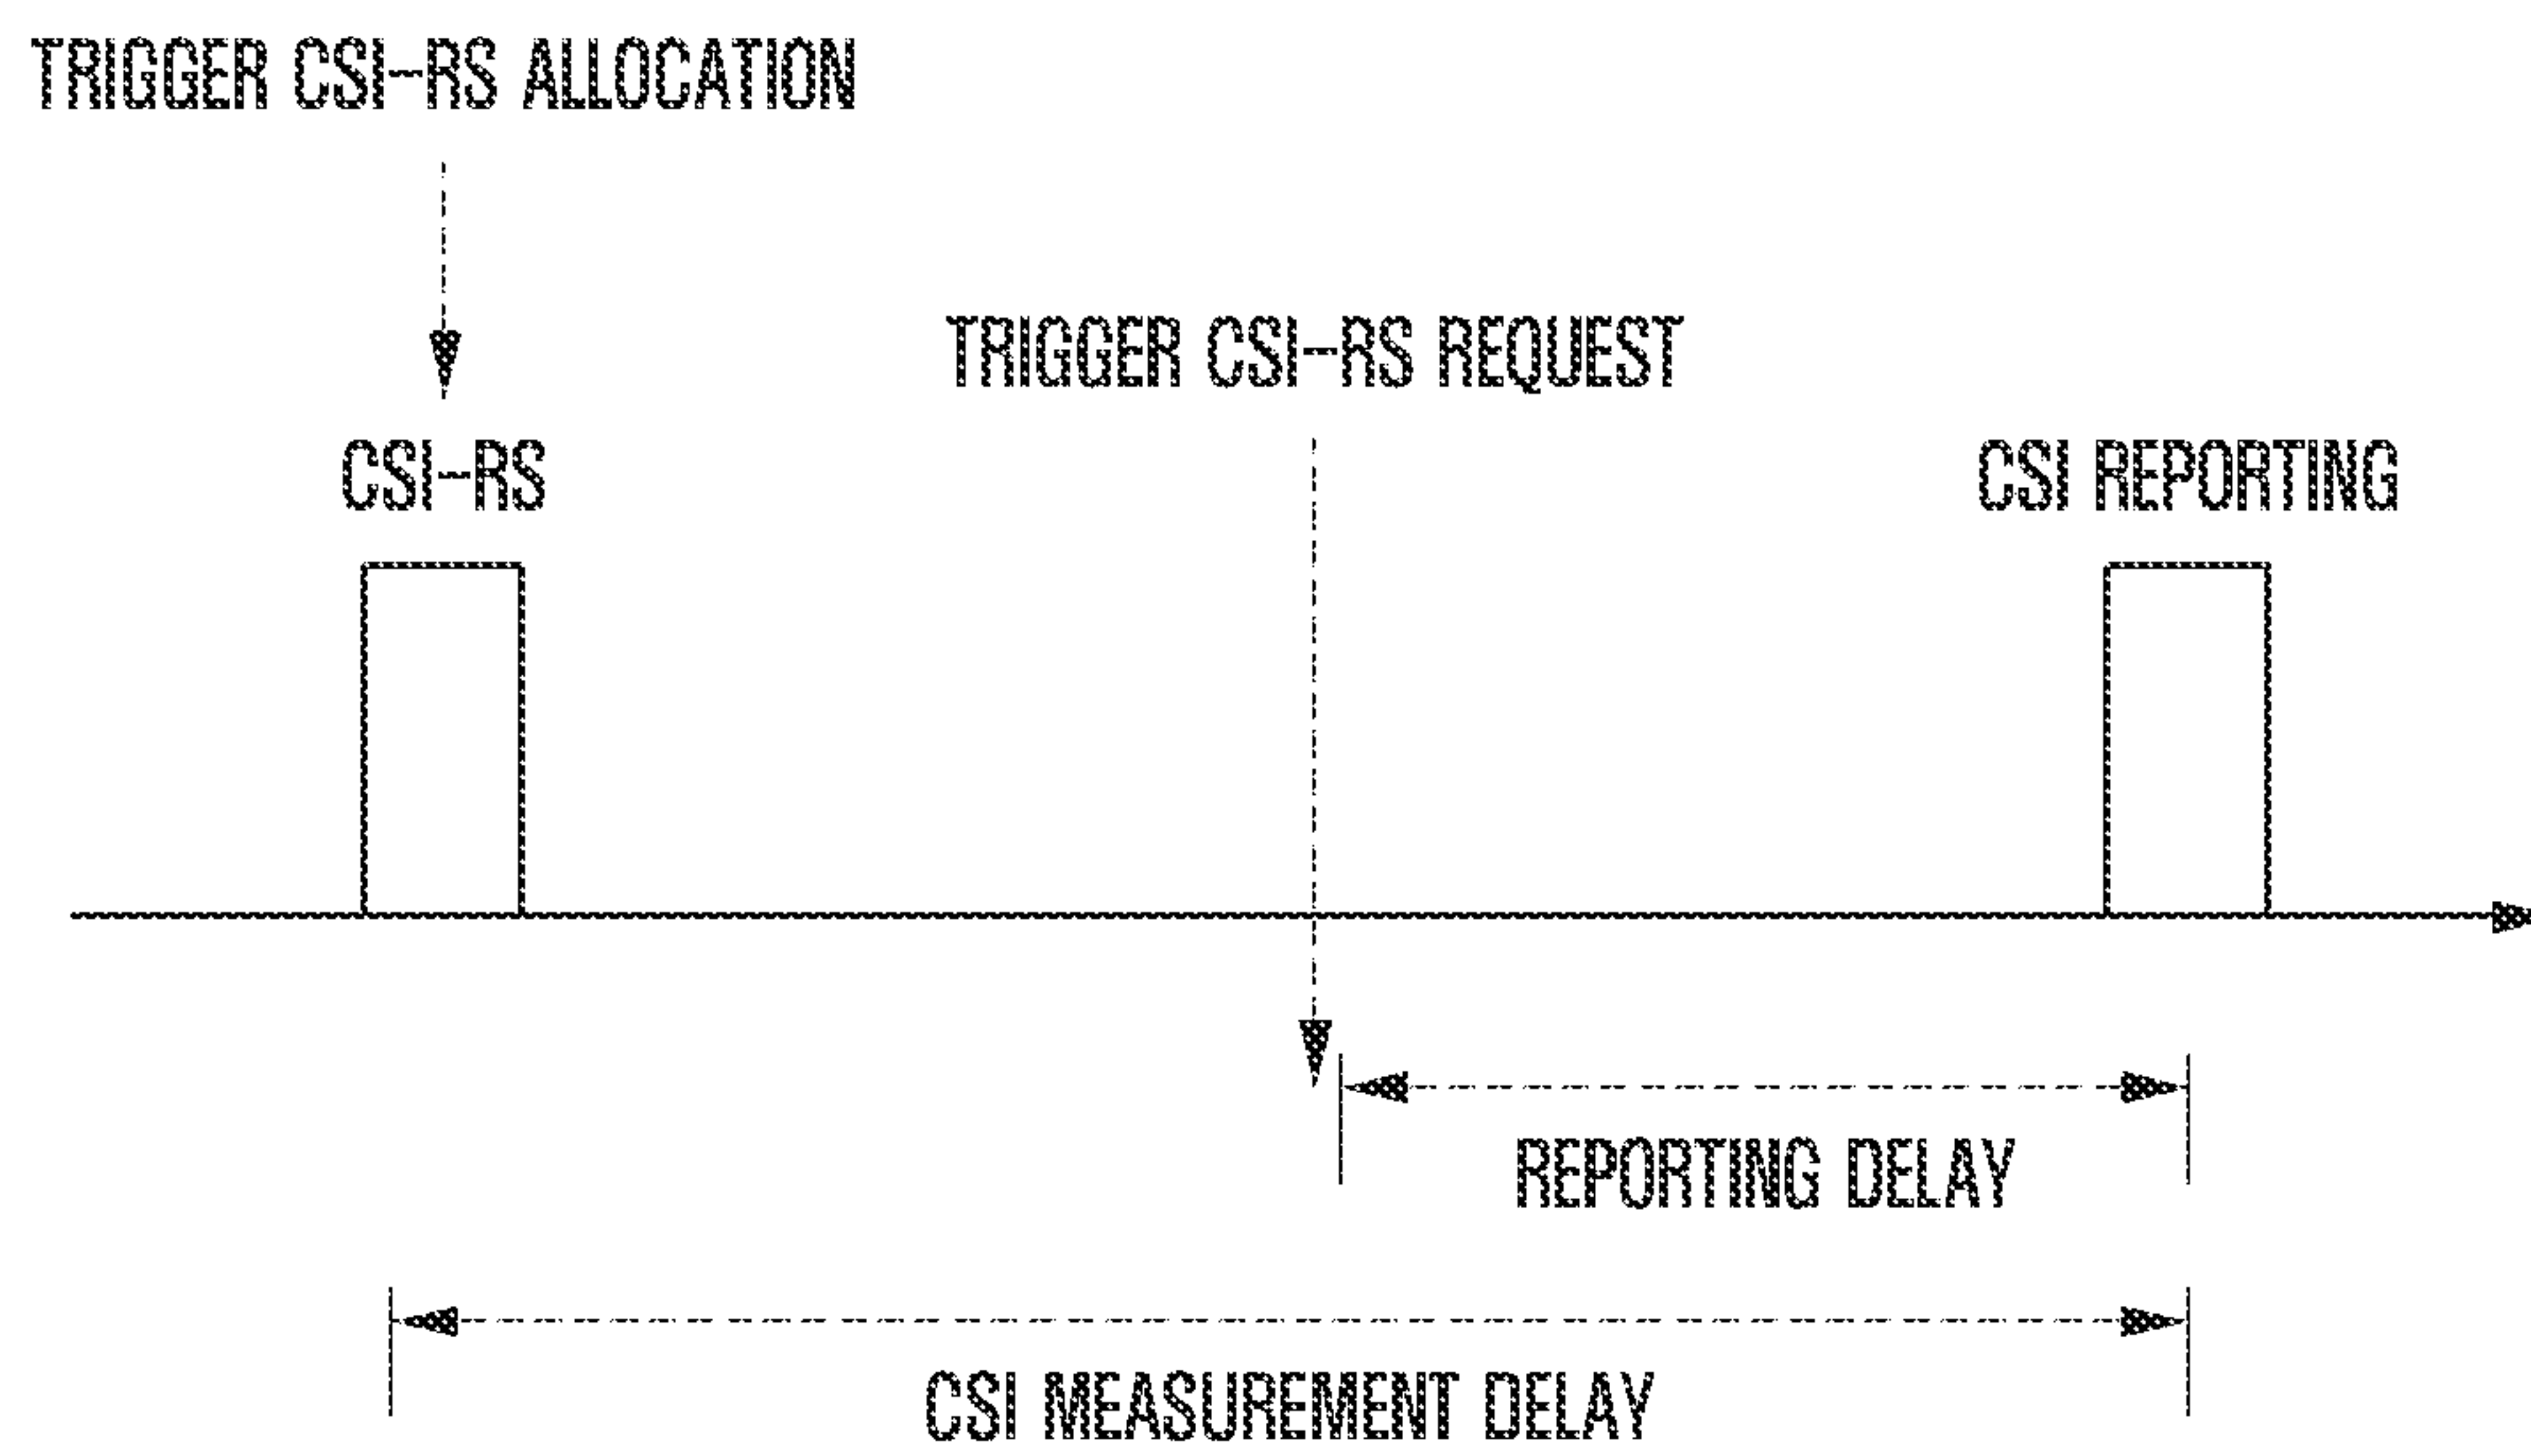 TRIGGER CSI-RS ALLOCATION
TRIGGER CSI-RS REQUEST
CSI-RS
CSI REPORTING
REPORTING DELAY
CSI MEASUREMENT DELAY